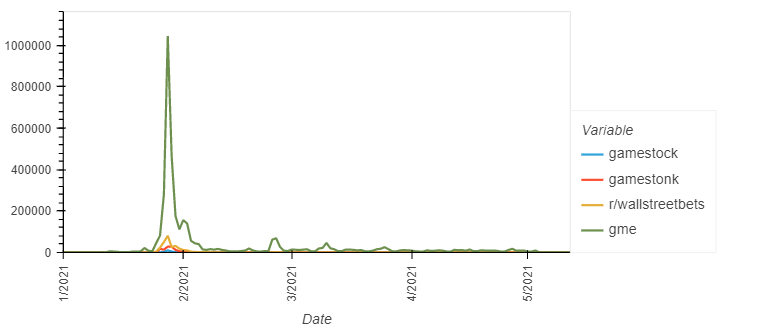 1000000
800000
600000
400000
200000
0
1/2021
2/2021
3/2021
4/2021
5/2021
Date
Variable
gamestock
gamestonk
r/wallstreetbets
gme